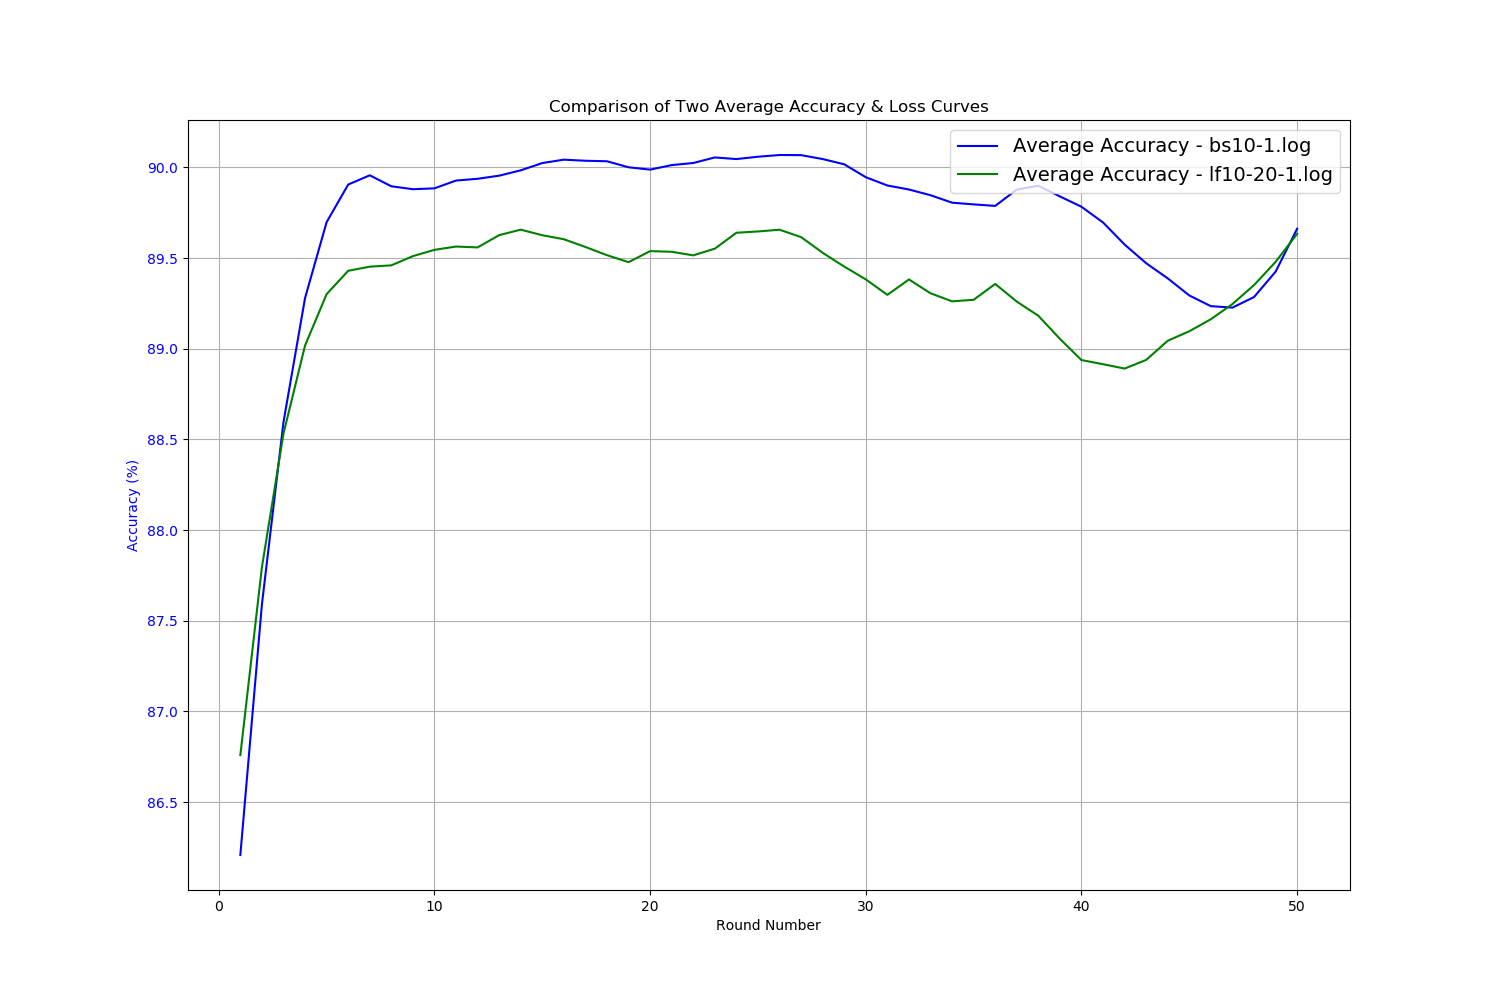 Comparison of Two Average Accuracy & Loss Curves
Average Accuracy - bs10-1.log
Average Accuracy - lf10-20-1.log
90.0
89.5
89.0
88.5
88.0
87.5
87.0
86.5
Accuracy (%)
0 10 20 30 40 50
Round Number